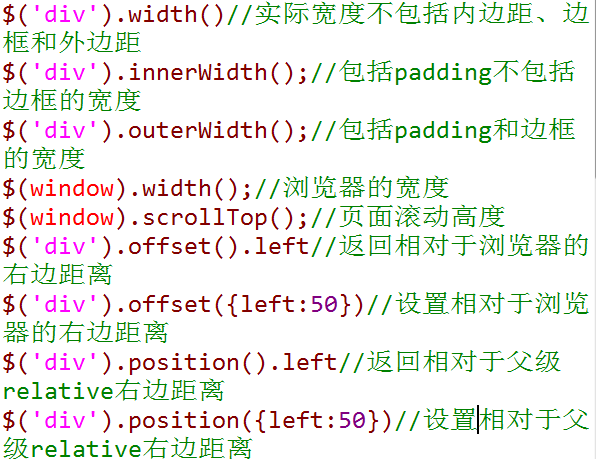 $('div').width()//实际宽度不包括内边距、边
框和外边距
$('div').innerWidth();//包括padding不包括
边框的宽度
$('div').outerWidth();//包括padding和边框
的宽度
$(window).width();//浏览器的宽度
$(window).scrollTop();//页面滚动高度
$('div').offset().left//返回相对于浏览器的
右边距离
$('div').offset({left:50})//设置相对于浏览
器的右边距离
$('div').position().left//返回相对于父级
relative右边距离
$('div').position({left:50})//设置相对于父
级relative右边距离